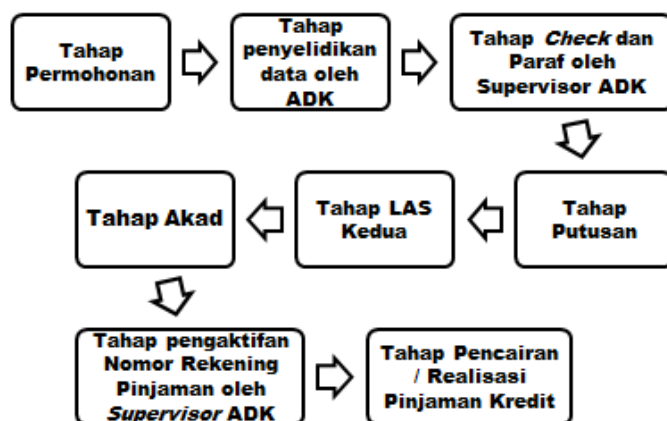 Tahap
Permohonan
Tahap
penyelidikan
data oleh
ADK
Tahap Check dan
Paraf oleh
Supervisor ADK
Tahap
Putusan
Tahap LAS
Kedua
Tahap Akad
Tahap pengaktifan
Nomor Rekening
Pinjaman oleh
Supervisor ADK
Tahap Pencairan
/ Realisasi
Pinjaman Kredit